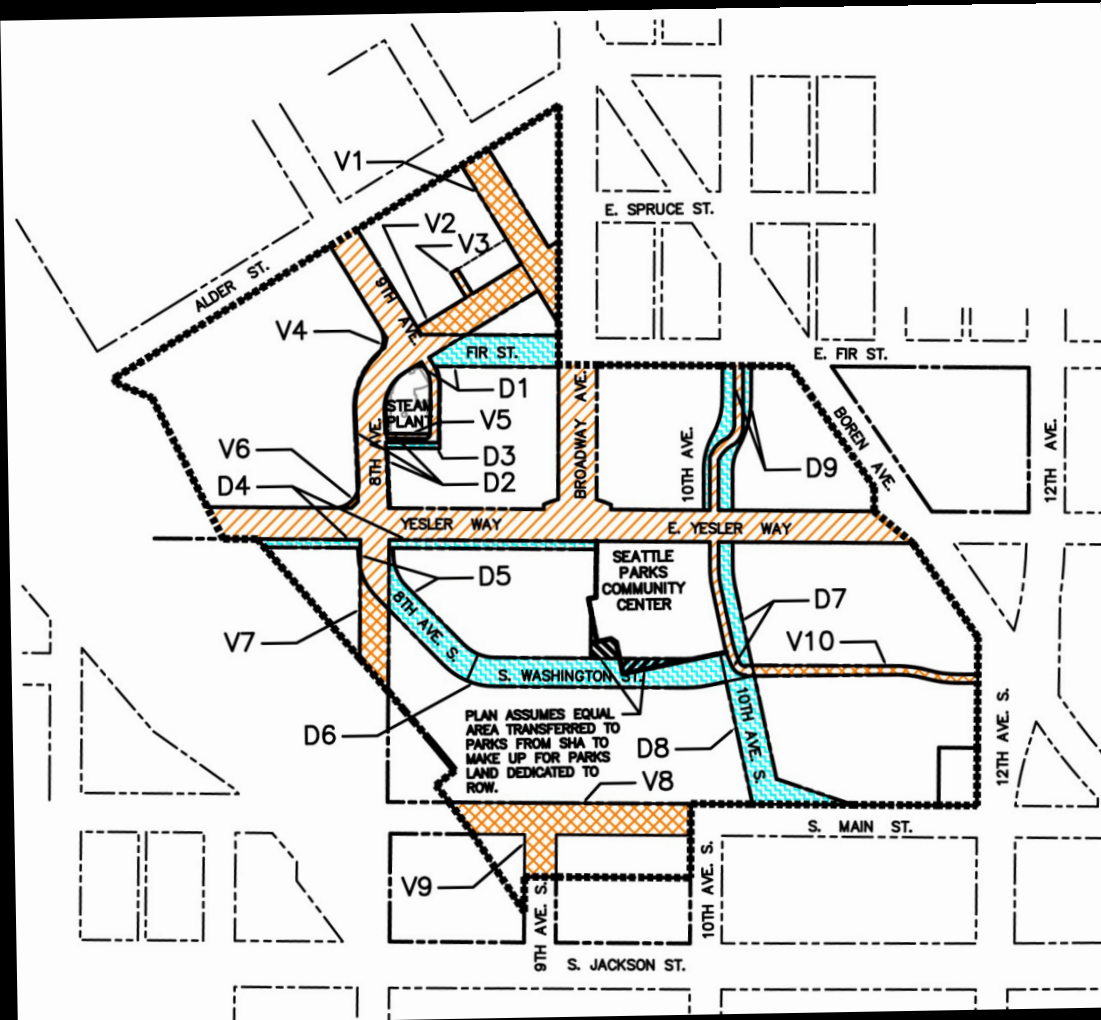 V1
E. SPRUCE ST.
V2
V3
ALDER ST.
9TH AVE.
V4
FIR ST.
E. FIR ST.
D1
STEAM
PLANT
V5
BROADWAY AVE.
BOREN AVE.
12TH AVE.
V6
8TH AVE.
D3
10TH AVE.
D9
D4
D2
YESLER WAY
E. YESLER WAY
SEATTLE
PARKS
COMMUNITY
CENTER
D5
8TH AVE. S.
D7
V7
V10
S. WASHINGTON ST.
D6
PLAN ASSUMES EQUAL
AREA TRANSFERRED TO
PARKS FROM SHA TO
MAKE UP FOR PARKS
LAND DEDICATED TO
ROW.
D8
10TH AVE. S.
12TH AVE. S.
V8
S. MAIN ST.
V9
9TH AVE. S.
10TH AVE. S.
S. JACKSON ST.